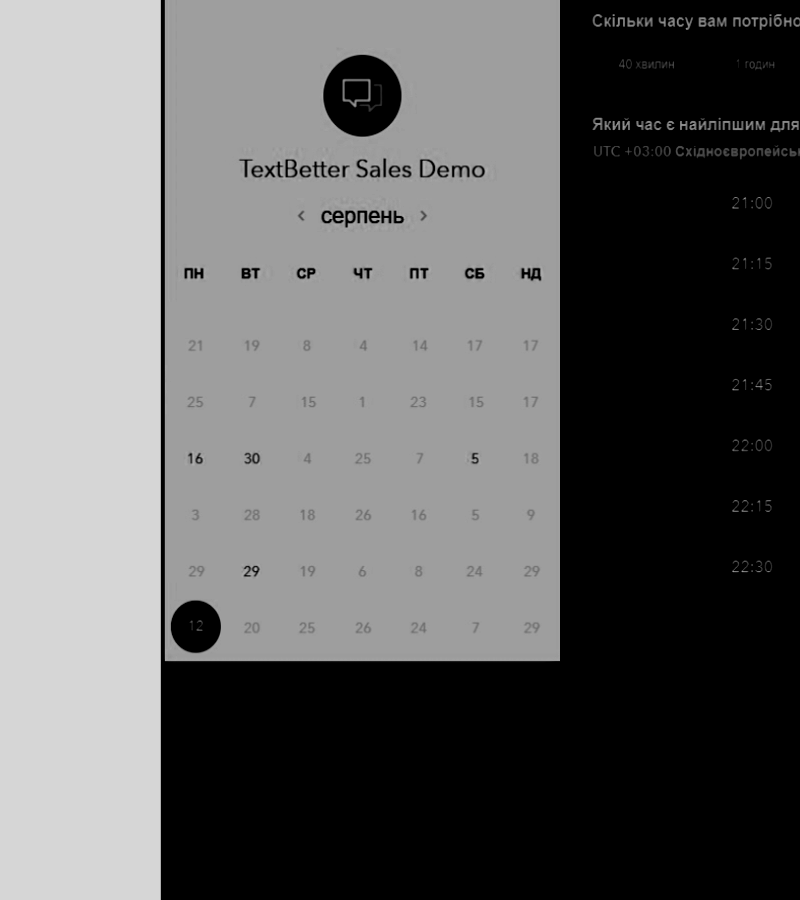 TextBetter Sales Demo
‹ серпень ›
ПН ВТ СР ЧТ ПТ СБ НД
21 19 8 4 14 17 17
25 7 15 1 23 15 17
16 30 4 25 7 5 18
3 28 18 26 16 5 9
29 29 19 6 8 24 29
12 20 25 26 24 7 29
Скільки часу вам потрібно
40 хвилин 1 годин
Який час є найліпшим для
UTC +03:00 Східноєвропейсь
21:00
21:15
21:30
21:45
22:00
22:15
22:30